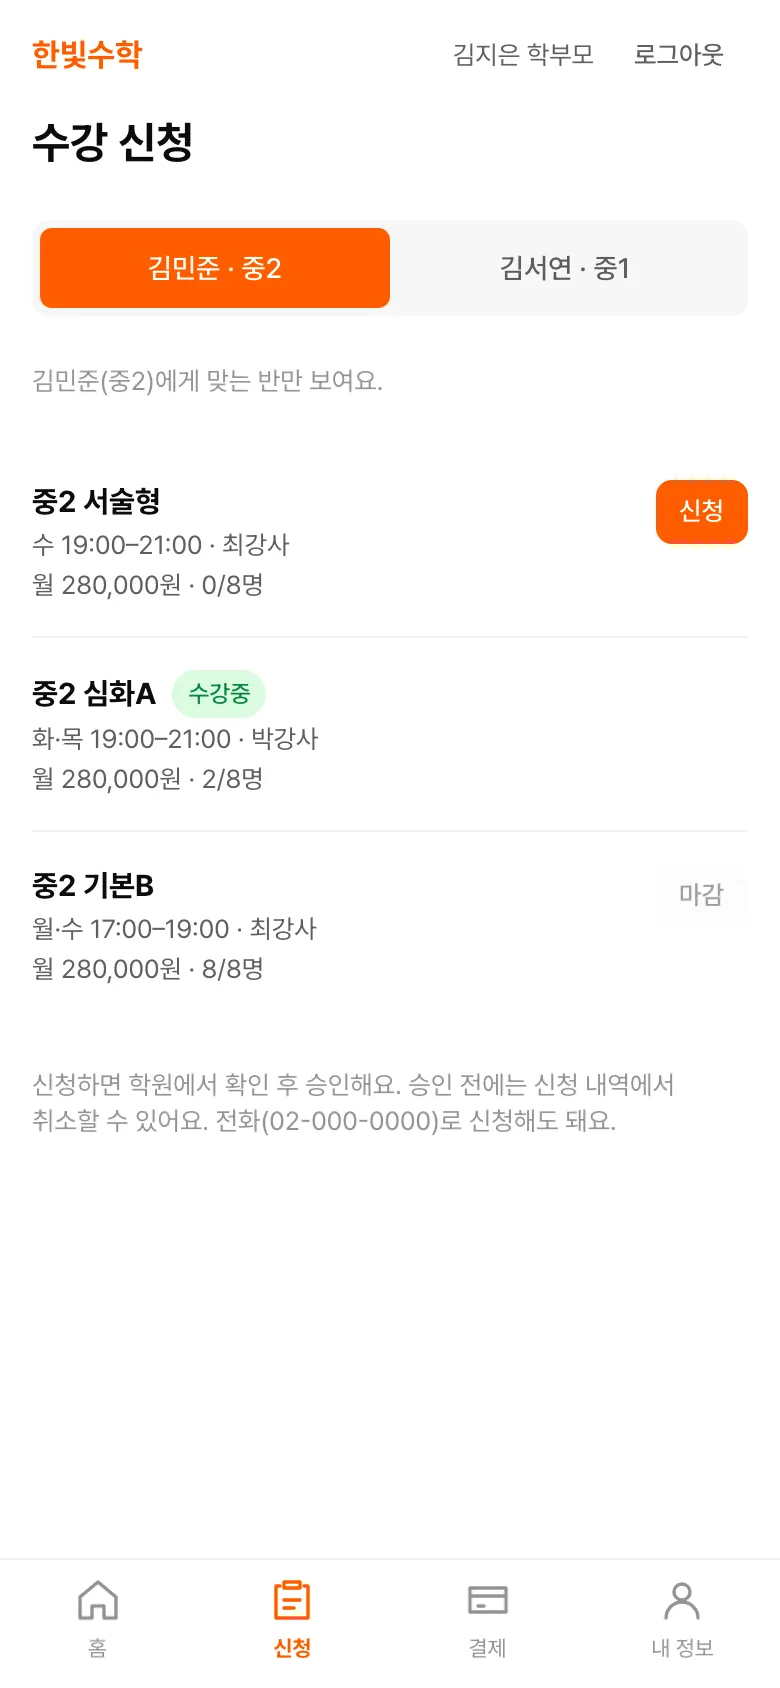 한빛수학
김지은 학부모 로그아웃
수강 신청
김민준 · 중2
김서연 · 중1
김민준(중2)에게 맞는 반만 보여요.
중2 서술형
신청
수 19:00–21:00 · 최강사
월 280,000원 · 0/8명
중2 심화A 수강중
화·목 19:00–21:00 · 박강사
월 280,000원 · 2/8명
중2 기본B
마감
월·수 17:00–19:00 · 최강사
월 280,000원 · 8/8명
신청하면 학원에서 확인 후 승인해요. 승인 전에는 신청 내역에서
취소할 수 있어요. 전화(02-000-0000)로 신청해도 돼요.
홈
신청
결제
내 정보